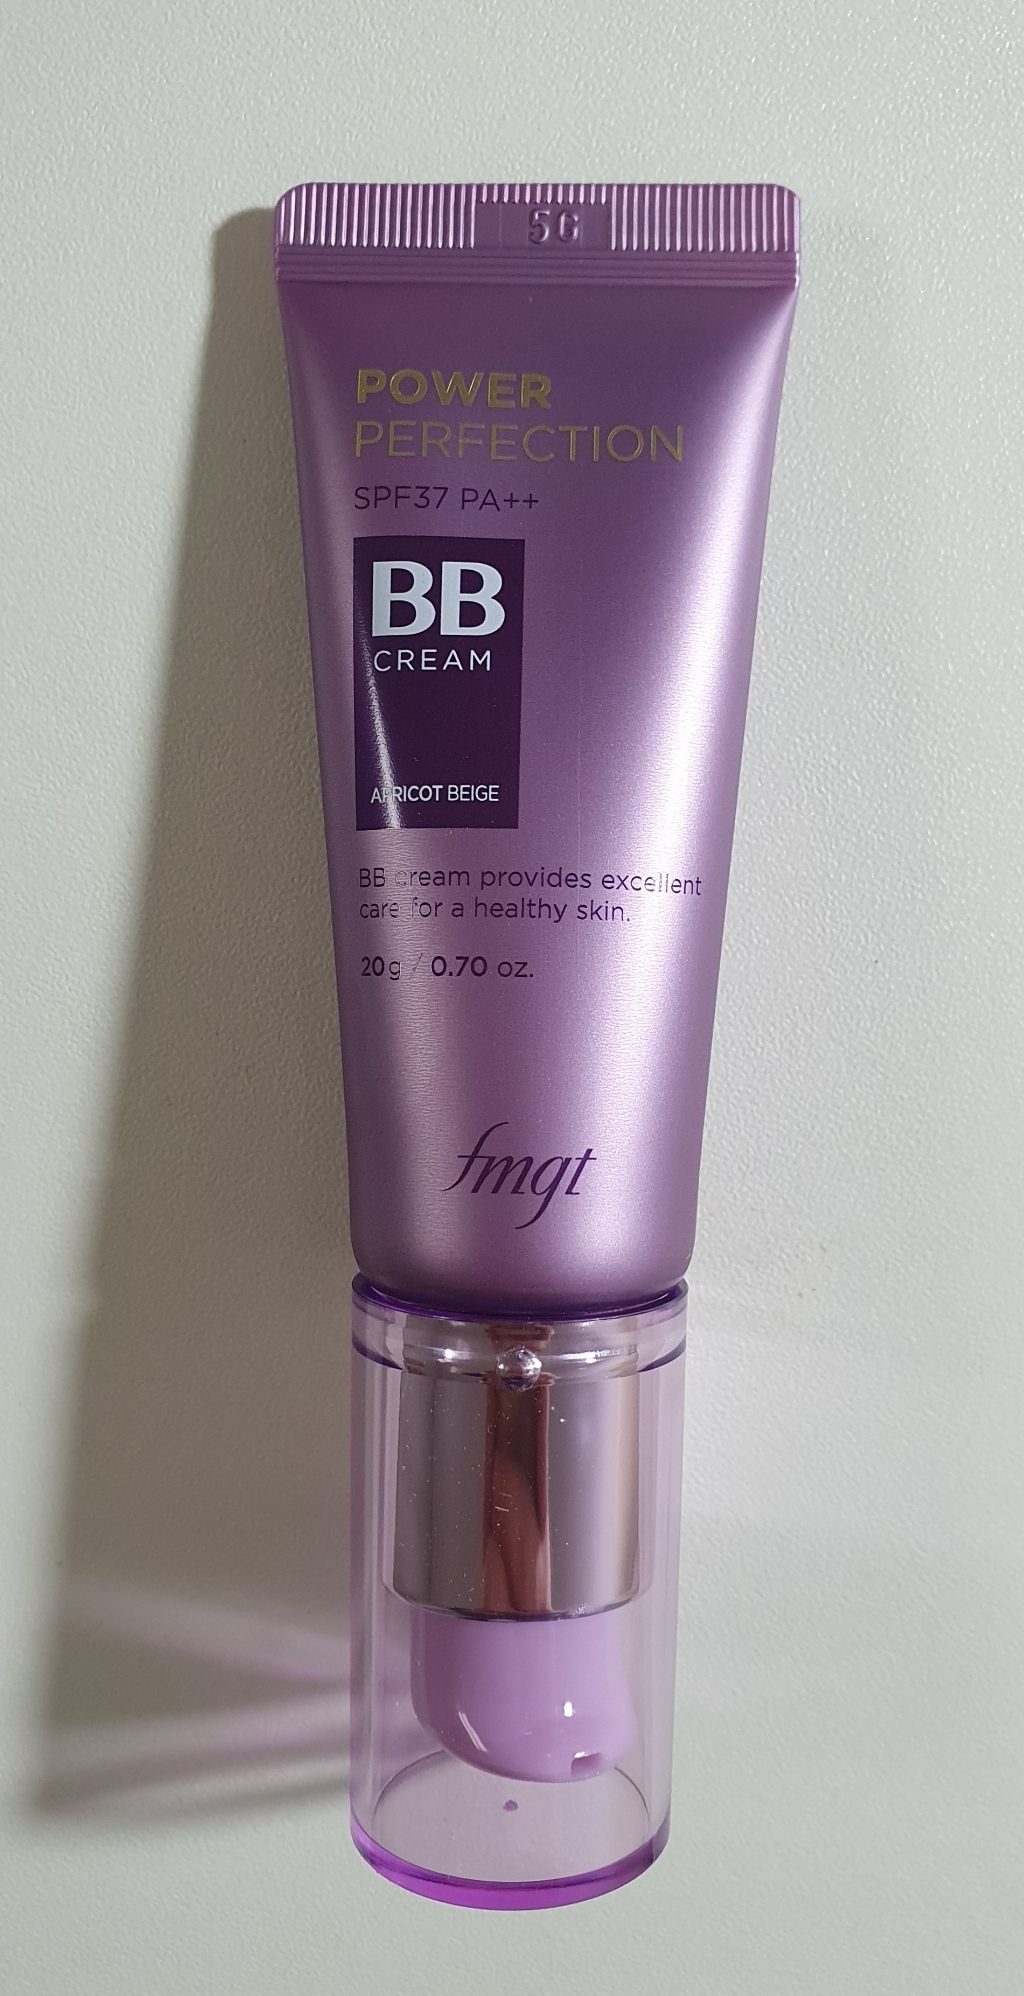 5G
POWER
PERFECTION
SPF37 PA++
BB
CREAM
APRICOT BEIGE
BB cream provides excellent
care for a healthy skin.
20g / 0.70 oz.
fmgt